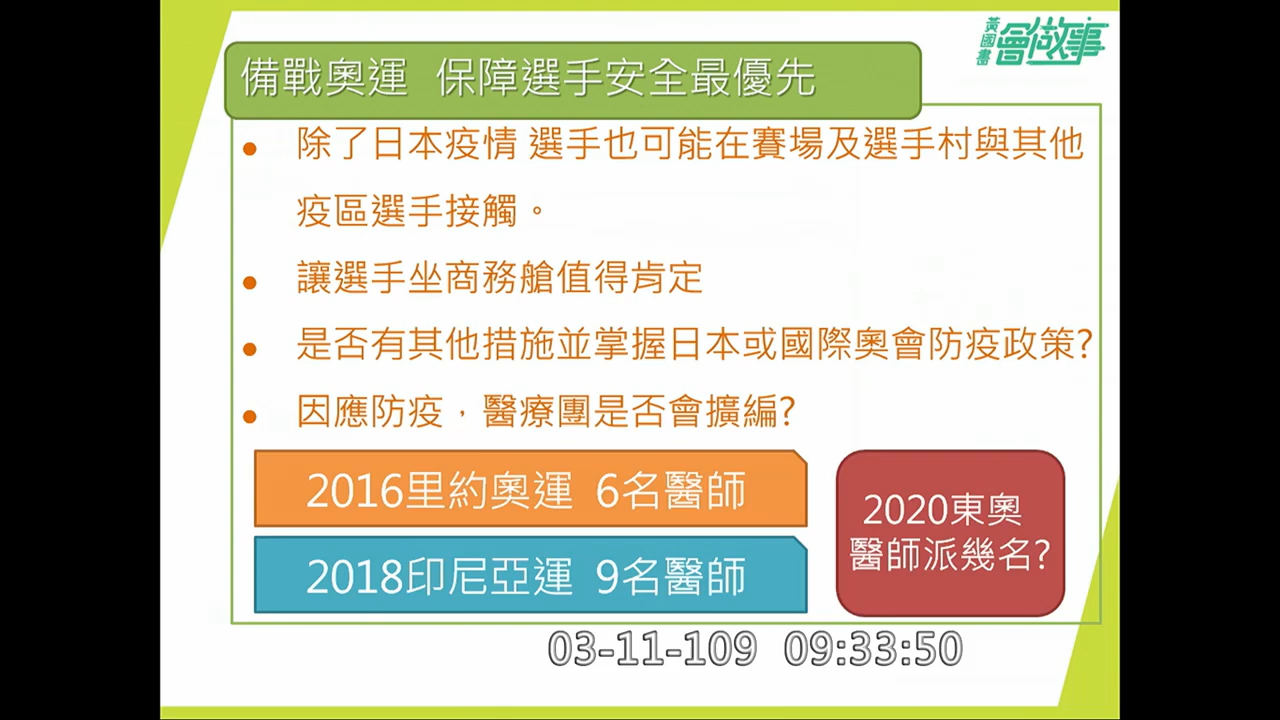 黃國書
會做事
備戰奧運 保障選手安全最優先
除了日本疫情 選手也可能在賽場及選手村與其他
疫區選手接觸。
讓選手坐商務艙值得肯定
是否有其他措施並掌握日本或國際奧會防疫政策?
因應防疫，醫療團是否會擴編?
2016里約奧運 6名醫師
2018印尼亞運 9名醫師
2020東奧
醫師派幾名?
03-11-109 09:33:50